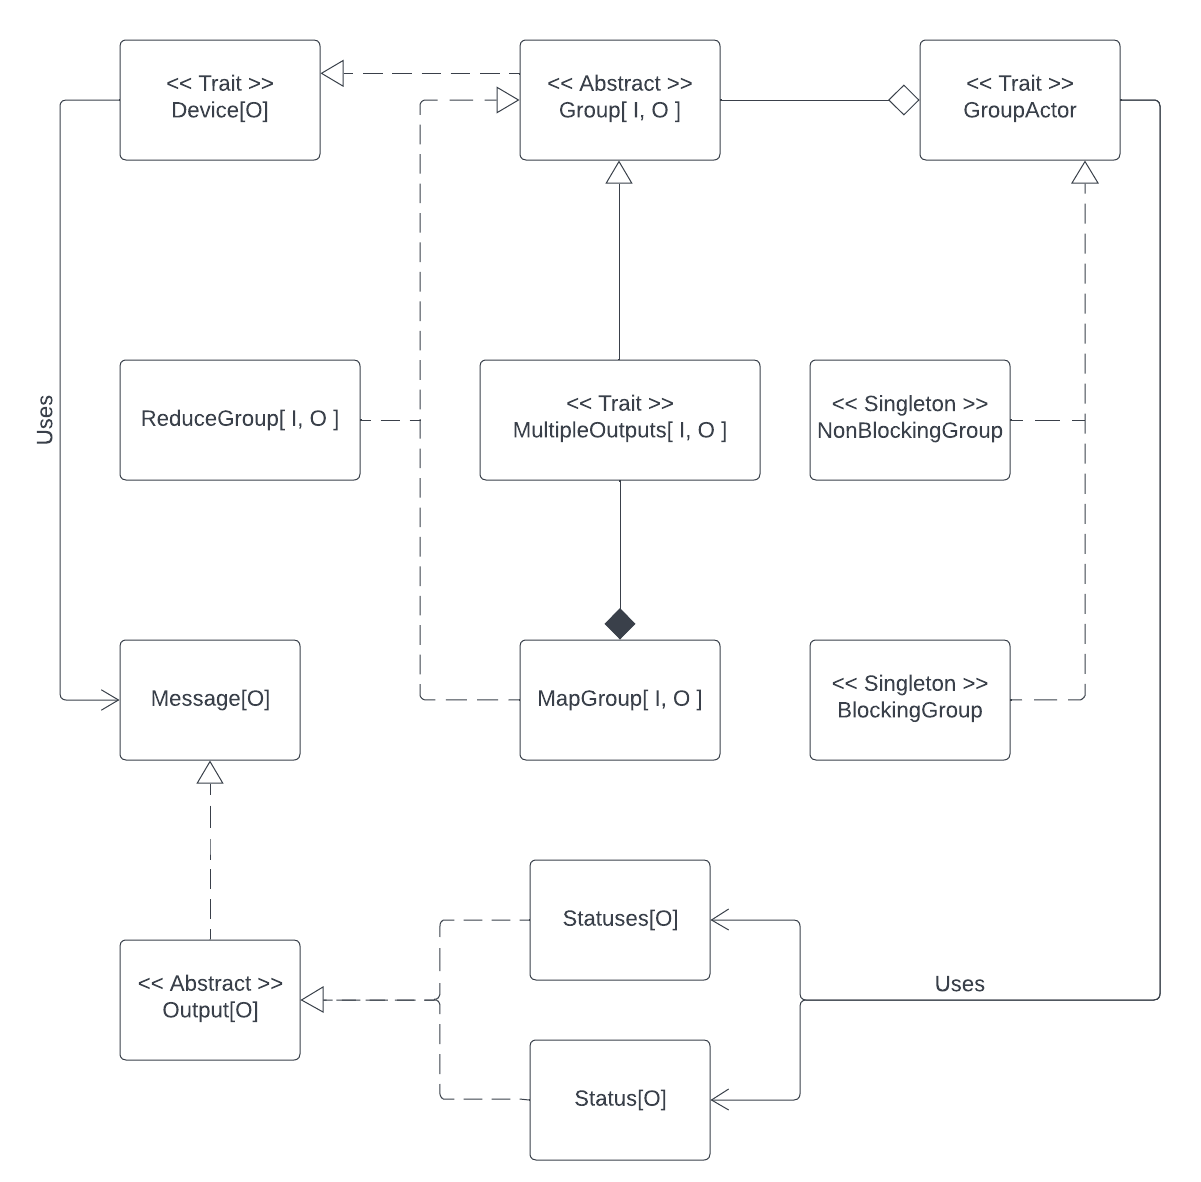 << Trait >>
Device[O]
<< Abstract >>
Group[ I, O ]
<< Trait >>
GroupActor
Uses
ReduceGroup[ I, O ]
<< Trait >>
MultipleOutputs[ I, O ]
<< Singleton >>
NonBlockingGroup
Message[O]
MapGroup[ I, O ]
<< Singleton >>
BlockingGroup
Statuses[O]
<< Abstract >>
Output[O]
Uses
Status[O]